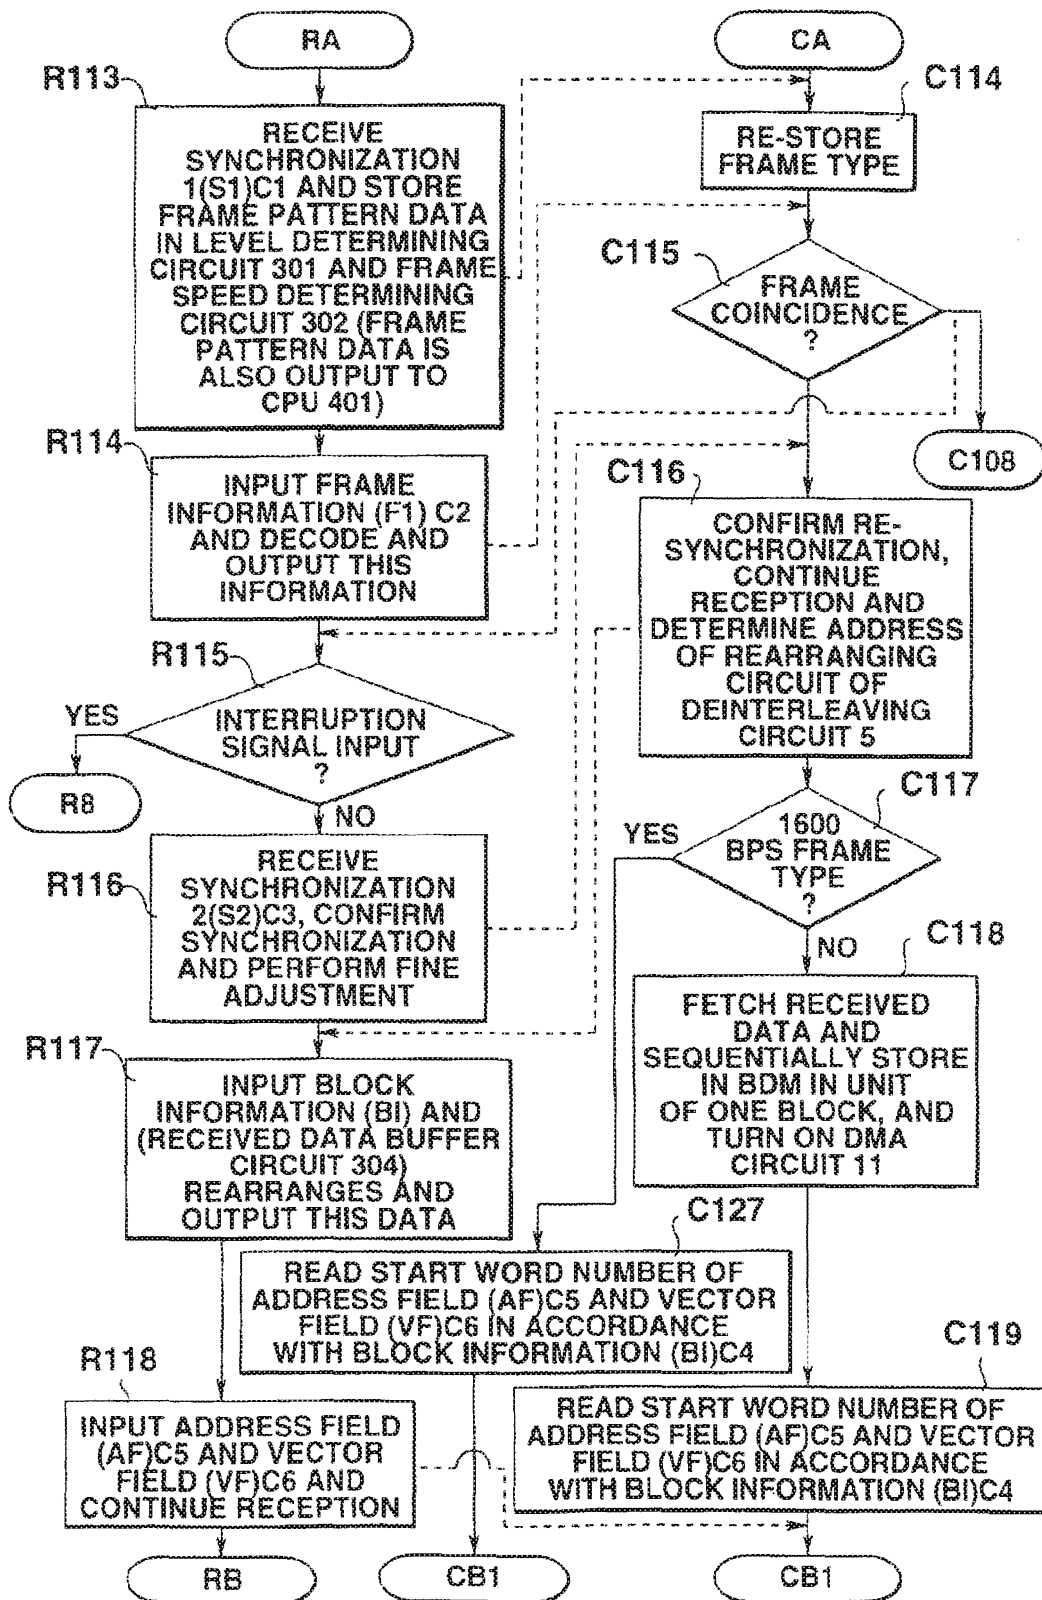 RA
R113
RECEIVE
SYNCHRONIZATION
1(S1)C1 AND STORE
FRAME PATTERN DATA
IN LEVEL DETERMINING
CIRCUIT 301 AND FRAME
SPEED DETERMINING
CIRCUIT 302 (FRAME
PATTERN DATA IS
ALSO OUTPUT TO
CPU 401)
R114
INPUT FRAME
INFORMATION (F1) C2
AND DECODE AND
OUTPUT THIS
INFORMATION
R115
INTERRUPTION
SIGNAL INPUT
?
YES
R8
NO
R116
RECEIVE
SYNCHRONIZATION
2(S2)C3, CONFIRM
SYNCHRONIZATION
AND PERFORM FINE
ADJUSTMENT
R117
INPUT BLOCK
INFORMATION (BI) AND
(RECEIVED DATA BUFFER
CIRCUIT 304)
REARRANGES AND
OUTPUT THIS DATA
R118
INPUT ADDRESS FIELD
(AF)C5 AND VECTOR
FIELD (VF)C6 AND
CONTINUE RECEPTION
RB
CA
C114
RE-STORE
FRAME TYPE
C115
FRAME
COINCIDENCE
?
C108
C116
CONFIRM RE-
SYNCHRONIZATION,
CONTINUE
RECEPTION AND
DETERMINE ADDRESS
OF REARRANGING
CIRCUIT OF
DEINTERLEAVING
CIRCUIT 5
C117
1600
BPS FRAME
TYPE
?
YES
NO
C118
FETCH RECEIVED
DATA AND
SEQUENTIALLY STORE
IN BDM IN UNIT
OF ONE BLOCK, AND
TURN ON DMA
CIRCUIT 11
C127
READ START WORD NUMBER OF
ADDRESS FIELD (AF)C5 AND VECTOR
FIELD (VF)C6 IN ACCORDANCE
WITH BLOCK INFORMATION (BI)C4
CB1
C119
READ START WORD NUMBER OF
ADDRESS FIELD (AF)C5 AND VECTOR
FIELD (VF)C6 IN ACCORDANCE
WITH BLOCK INFORMATION (BI)C4
CB1